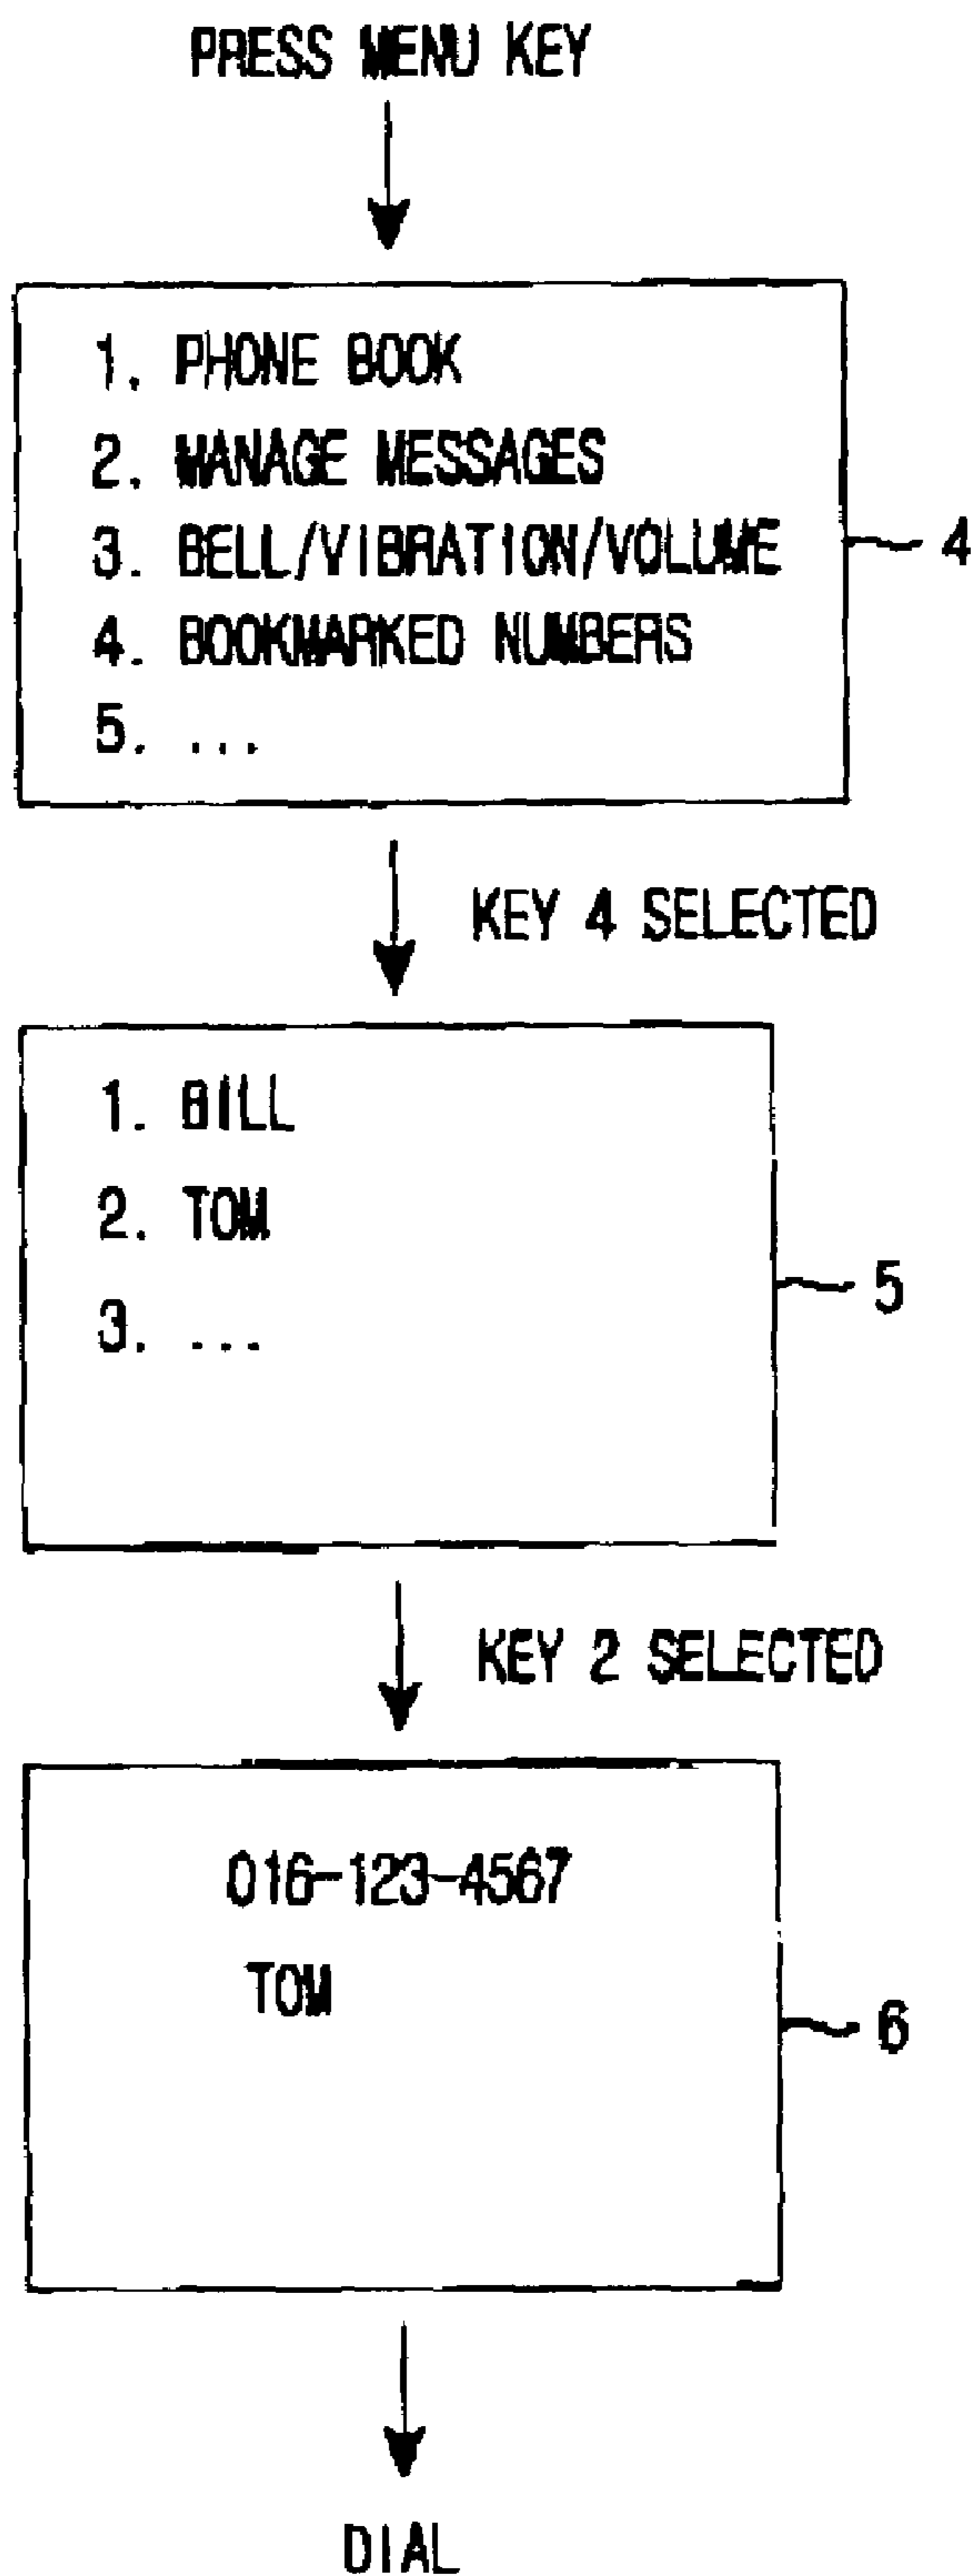 PRESS MENU KEY
1. PHONE BOOK
2. MANAGE MESSAGES
3. BELL/VIBRATION/VOLUME
4. BOOKMARKED NUMBERS
5. ...
4
KEY 4 SELECTED
1. BILL
2. TOM
3. ...
5
KEY 2 SELECTED
016-123-4567
TOM
6
DIAL